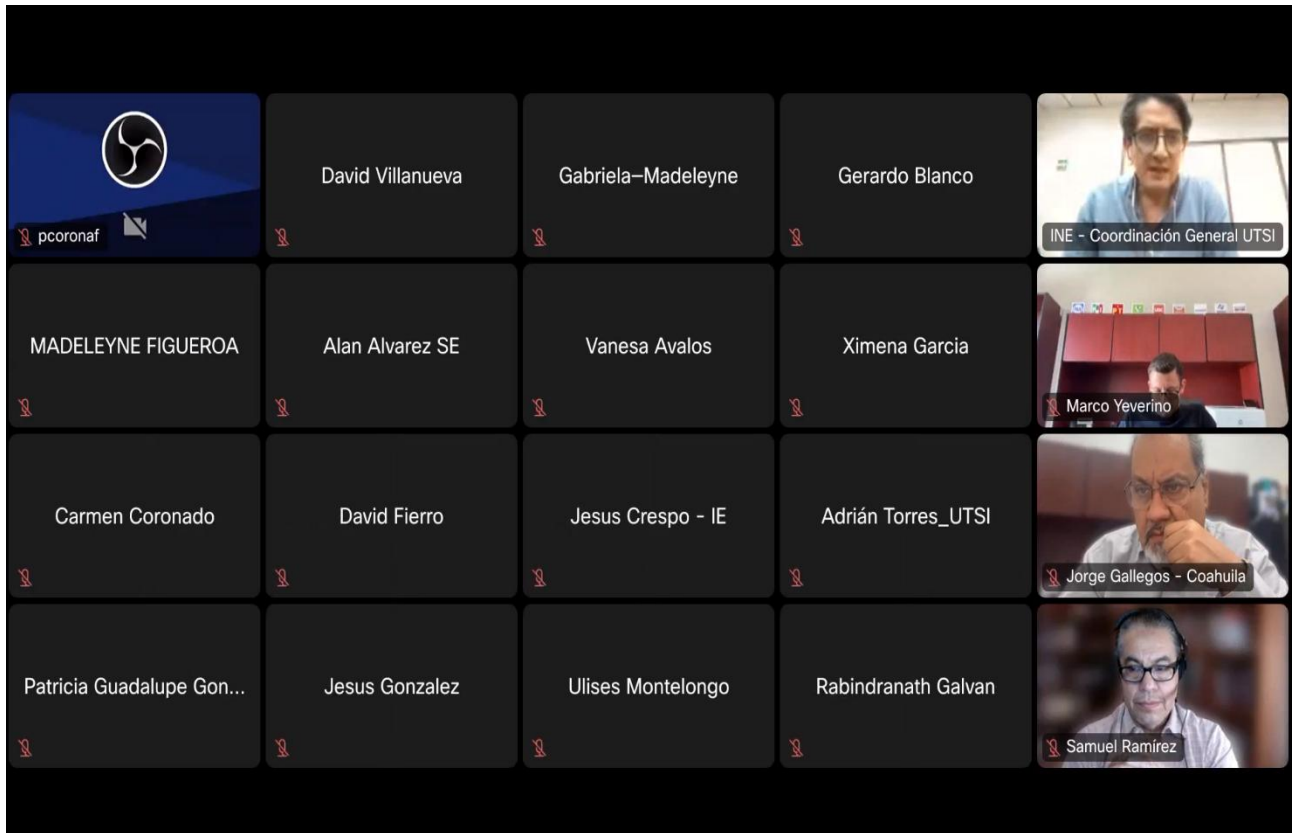 pcoronaf
David Villanueva
Gabriela–Madeleyne
Gerardo Blanco
INE - Coordinación General UTSI
MADELEYNE FIGUEROA
Alan Alvarez SE
Vanesa Avalos
Ximena Garcia
Marco Yeverino
Carmen Coronado
David Fierro
Jesus Crespo - IE
Adrián Torres_UTSI
Jorge Gallegos - Coahuila
Patricia Guadalupe Gon...
Jesus Gonzalez
Ulises Montelongo
Rabindranath Galvan
Samuel Ramírez